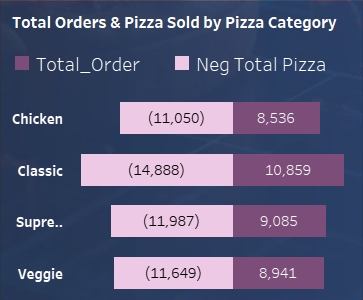 Total Orders & Pizza Sold by Pizza Category
Total_Order Neg Total Pizza
Chicken (11,050) 8,536
Classic (14,888) 10,859
Supre.. (11,987) 9,085
Veggie (11,649) 8,941